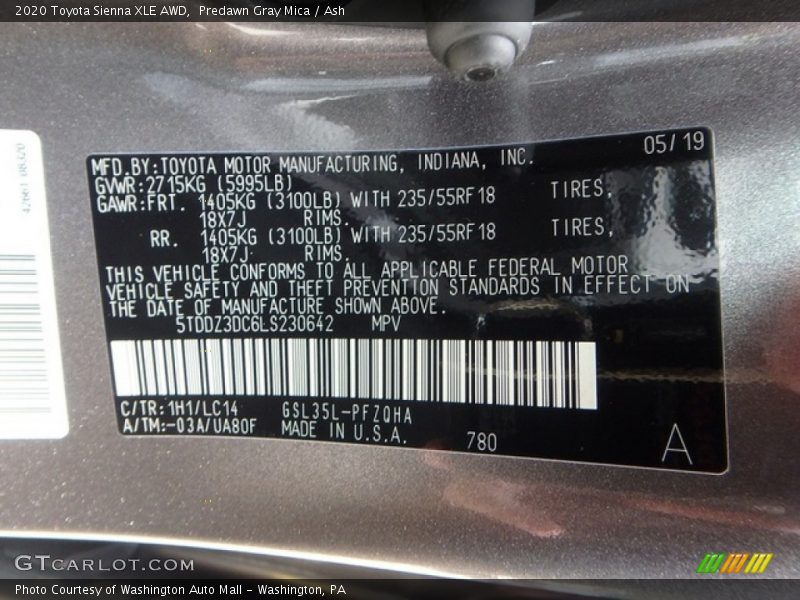 2020 Toyota Sienna XLE AWD, Predawn Gray Mica / Ash
42661 08J20
05/19
MFD.BY:TOYOTA MOTOR MANUFACTURING, INDIANA, INC.
GVWR:2715KG (5995LB)
GAWR:FRT. 1405KG (3100LB) WITH 235/55RF18 TIRES,
18X7J RIMS.
RR. 1405KG (3100LB) WITH 235/55RF18 TIRES,
18X7J RIMS.
THIS VEHICLE CONFORMS TO ALL APPLICABLE FEDERAL MOTOR
VEHICLE SAFETY AND THEFT PREVENTION STANDARDS IN EFFECT ON
THE DATE OF MANUFACTURE SHOWN ABOVE.
5TDDZ3DC6LS230642 MPV
C/TR:1H1/LC14 GSL35L-PFZQHA
A/TM:-03A/UA80F MADE IN U.S.A. 780 A
GTCARLOT.COM
Photo Courtesy of Washington Auto Mall - Washington, PA